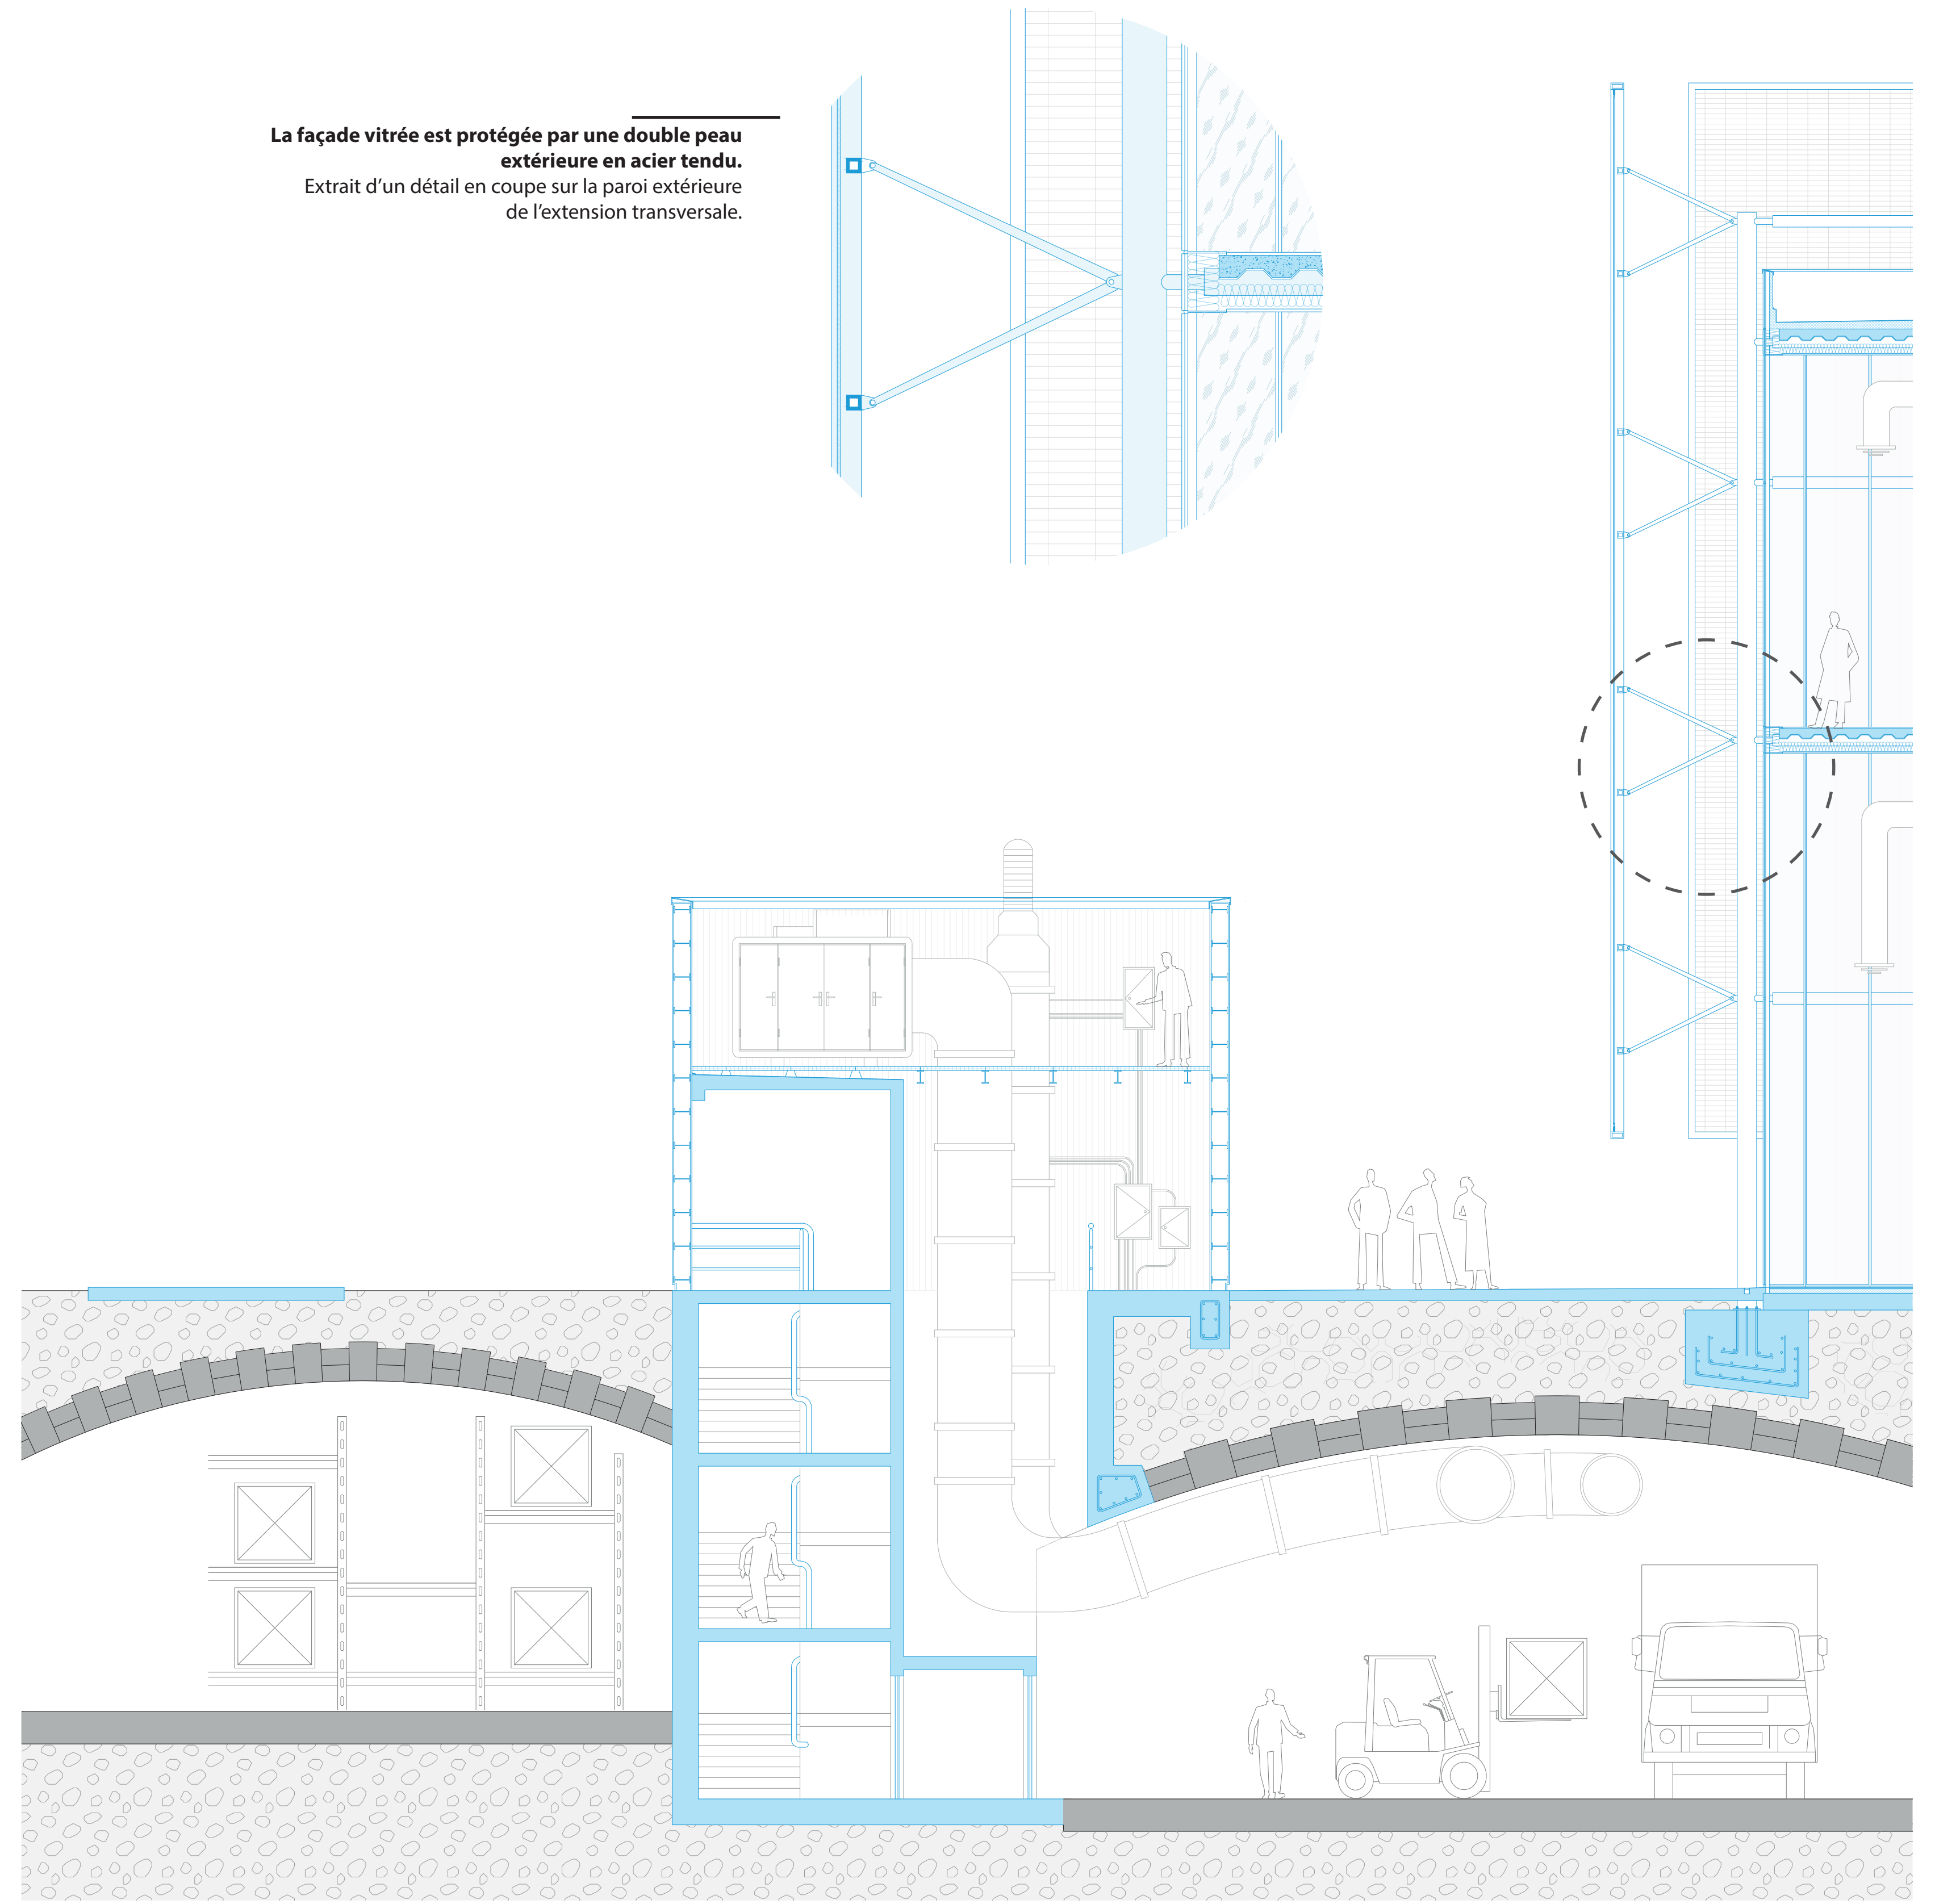 La façade vitrée est protégée par une double peau
extérieure en acier tendu.
Extrait d’un détail en coupe sur la paroi extérieure
de l’extension transversale.